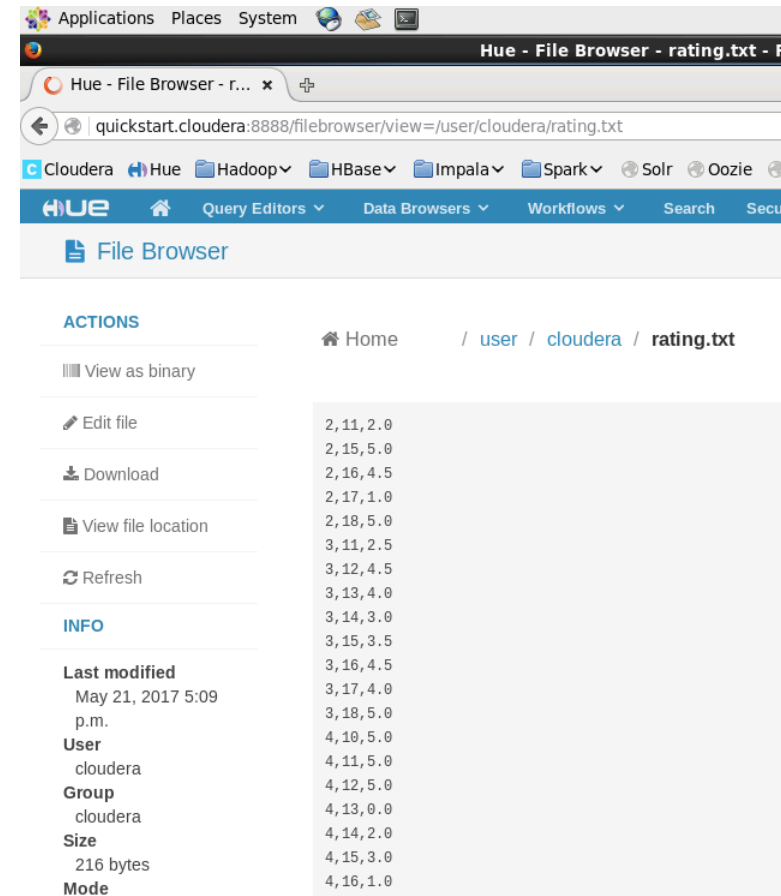 Applications Places System
Hue - File Browser - rating.txt - F
Hue - File Browser - r... ×
quickstart.cloudera:8888/filebrowser/view=/user/cloudera/rating.txt
Cloudera Hue Hadoop HBase Impala Spark Solr Oozie
HUE Query Editors Data Browsers Workflows Search Secu
File Browser
ACTIONS
Home / user / cloudera / rating.txt
View as binary
Edit file
Download
View file location
Refresh
INFO
Last modified
May 21, 2017 5:09
p.m.
User
cloudera
Group
cloudera
Size
216 bytes
Mode
2,11,2.0
2,15,5.0
2,16,4.5
2,17,1.0
2,18,5.0
3,11,2.5
3,12,4.5
3,13,4.0
3,14,3.0
3,15,3.5
3,16,4.5
3,17,4.0
3,18,5.0
4,10,5.0
4,11,5.0
4,12,5.0
4,13,0.0
4,14,2.0
4,15,3.0
4,16,1.0